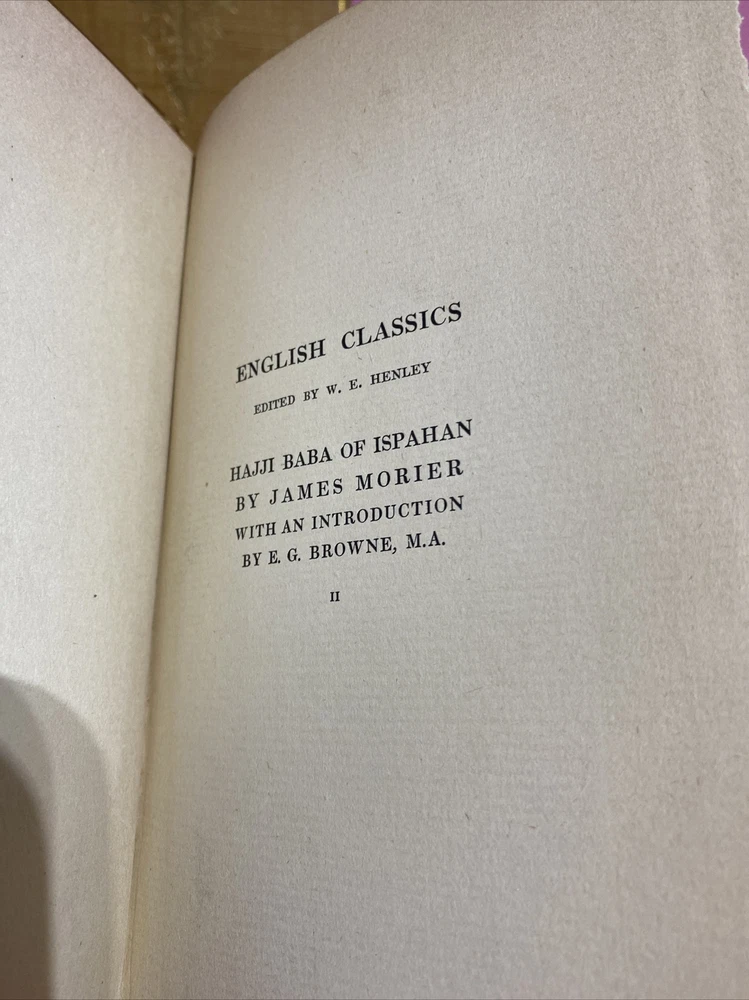 ENGLISH CLASSICS
EDITED BY W. E. HENLEY
HAJJI BABA OF ISPAHAN
BY JAMES MORIER
WITH AN INTRODUCTION
BY E. G. BROWNE, M.A.
II